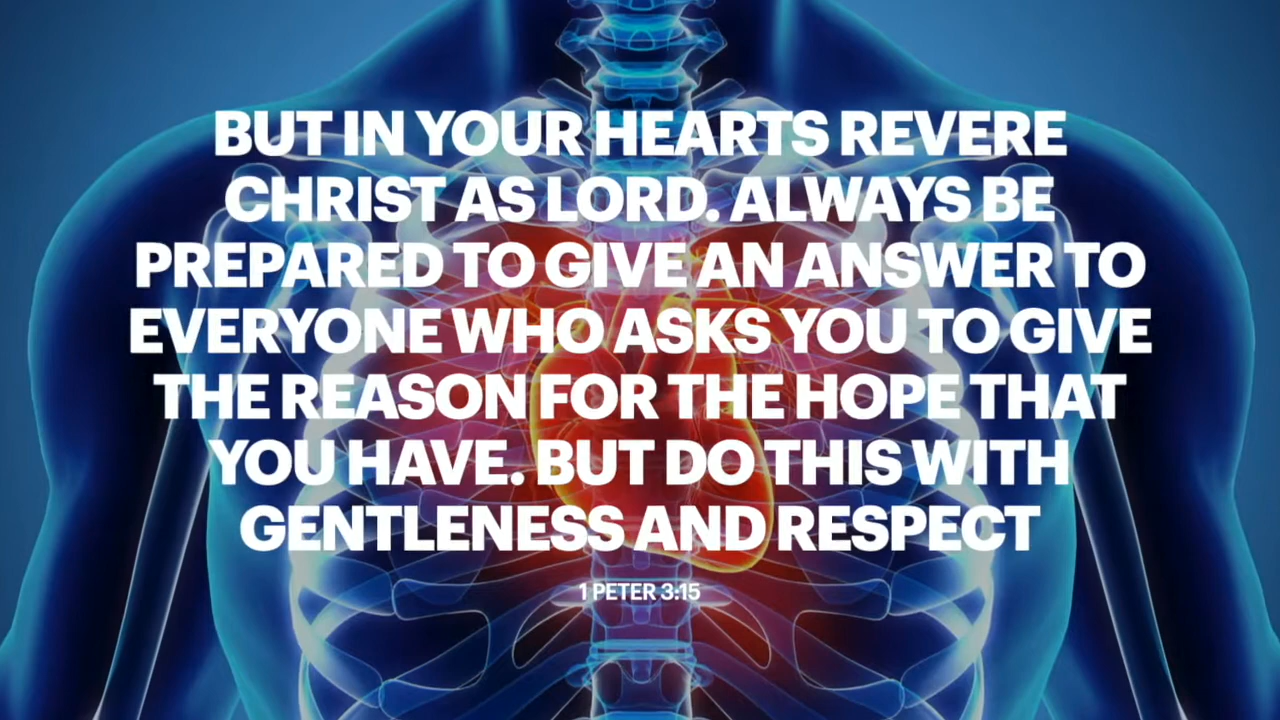 BUT IN YOUR HEARTS REVERE
CHRIST AS LORD. ALWAYS BE
PREPARED TO GIVE AN ANSWER TO
EVERYONE WHO ASKS YOU TO GIVE
THE REASON FOR THE HOPE THAT
YOU HAVE. BUT DO THIS WITH
GENTLENESS AND RESPECT
1 PETER 3:15